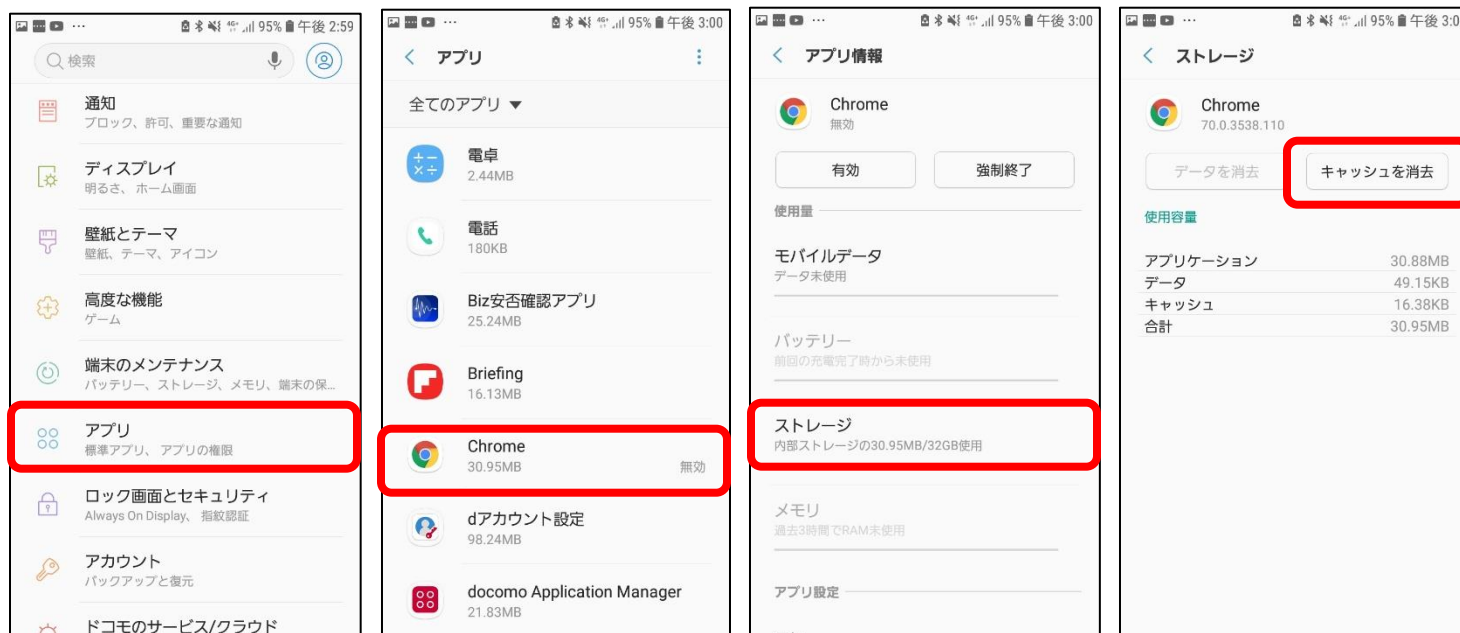 95% 午後 2:59
検索
通知
ブロック、許可、重要な通知
ディスプレイ
明るさ、ホーム画面
壁紙とテーマ
壁紙、テーマ、アイコン
高度な機能
ゲーム
端末のメンテナンス
バッテリー、ストレージ、メモリ、端末の保...
アプリ
標準アプリ、アプリの権限
ロック画面とセキュリティ
Always On Display、指紋認証
アカウント
バックアップと復元
ドコモのサービス/クラウド
95% 午後 3:00
アプリ
全てのアプリ ▼
電卓
2.44MB
電話
180KB
Biz安否確認アプリ
25.24MB
Briefing
16.13MB
Chrome
30.95MB 無効
dアカウント設定
98.24MB
docomo Application Manager
21.83MB
95% 午後 3:00
アプリ情報
Chrome
無効
有効 強制終了
使用量
モバイルデータ
データ未使用
バッテリー
前回の充電完了時から未使用
ストレージ
内部ストレージの30.95MB/32GB使用
メモリ
過去3時間でRAM未使用
アプリ設定
95% 午後 3:0
ストレージ
Chrome
70.0.3538.110
データを消去 キャッシュを消去
使用容量
アプリケーション 30.88MB
データ 49.15KB
キャッシュ 16.38KB
合計 30.95MB